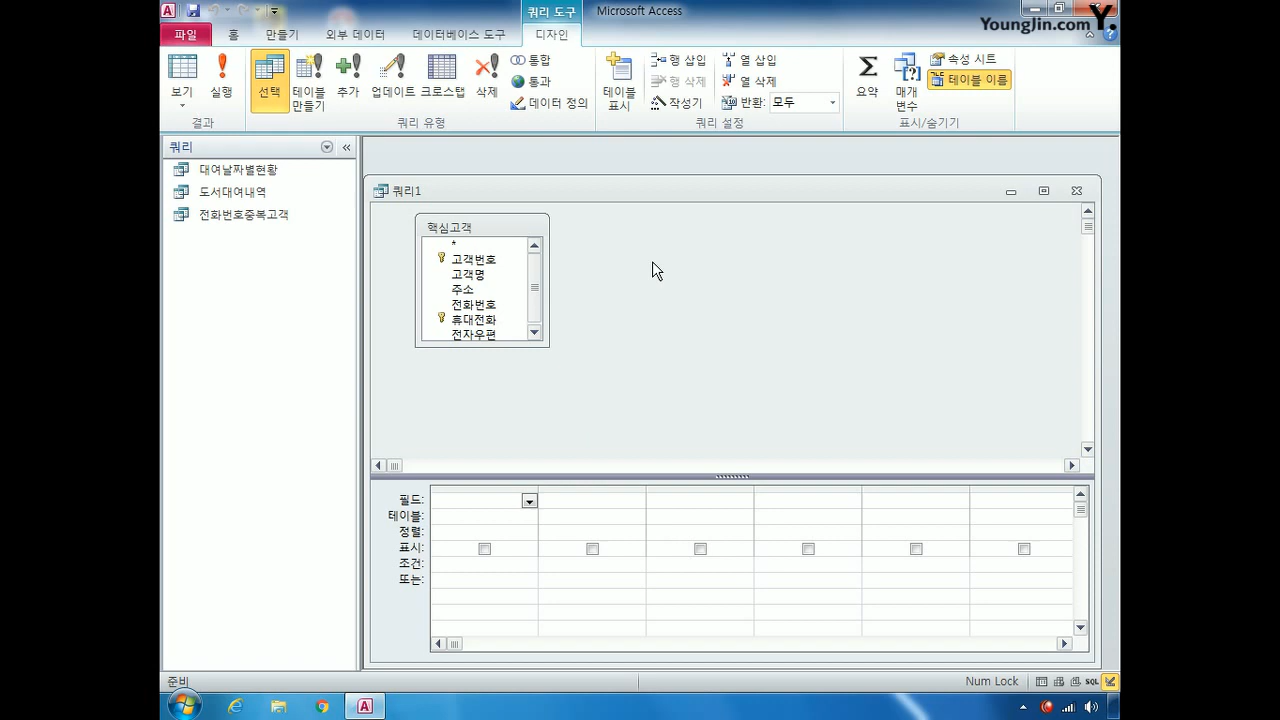 쿼리 도구
Microsoft Access
YoungJin.com Y.
파일
홈
만들기
외부 데이터
데이터베이스 도구
디자인
보기
실행
선택
테이블
만들기
추가
업데이트
크로스탭
삭제
통합
통과
데이터 정의
테이블
표시
행 삽입
행 삭제
작성기
열 삽입
열 삭제
반환: 모두
요약
매개
변수
속성 시트
테이블 이름
결과
쿼리 유형
쿼리 설정
표시/숨기기
쿼리
대여날짜별현황
도서대여내역
전화번호중복고객
쿼리1
핵심고객
*
고객번호
고객명
주소
전화번호
휴대전화
전자우편
필드:
테이블:
정렬:
표시:
조건:
또는:
준비
Num Lock
SQL